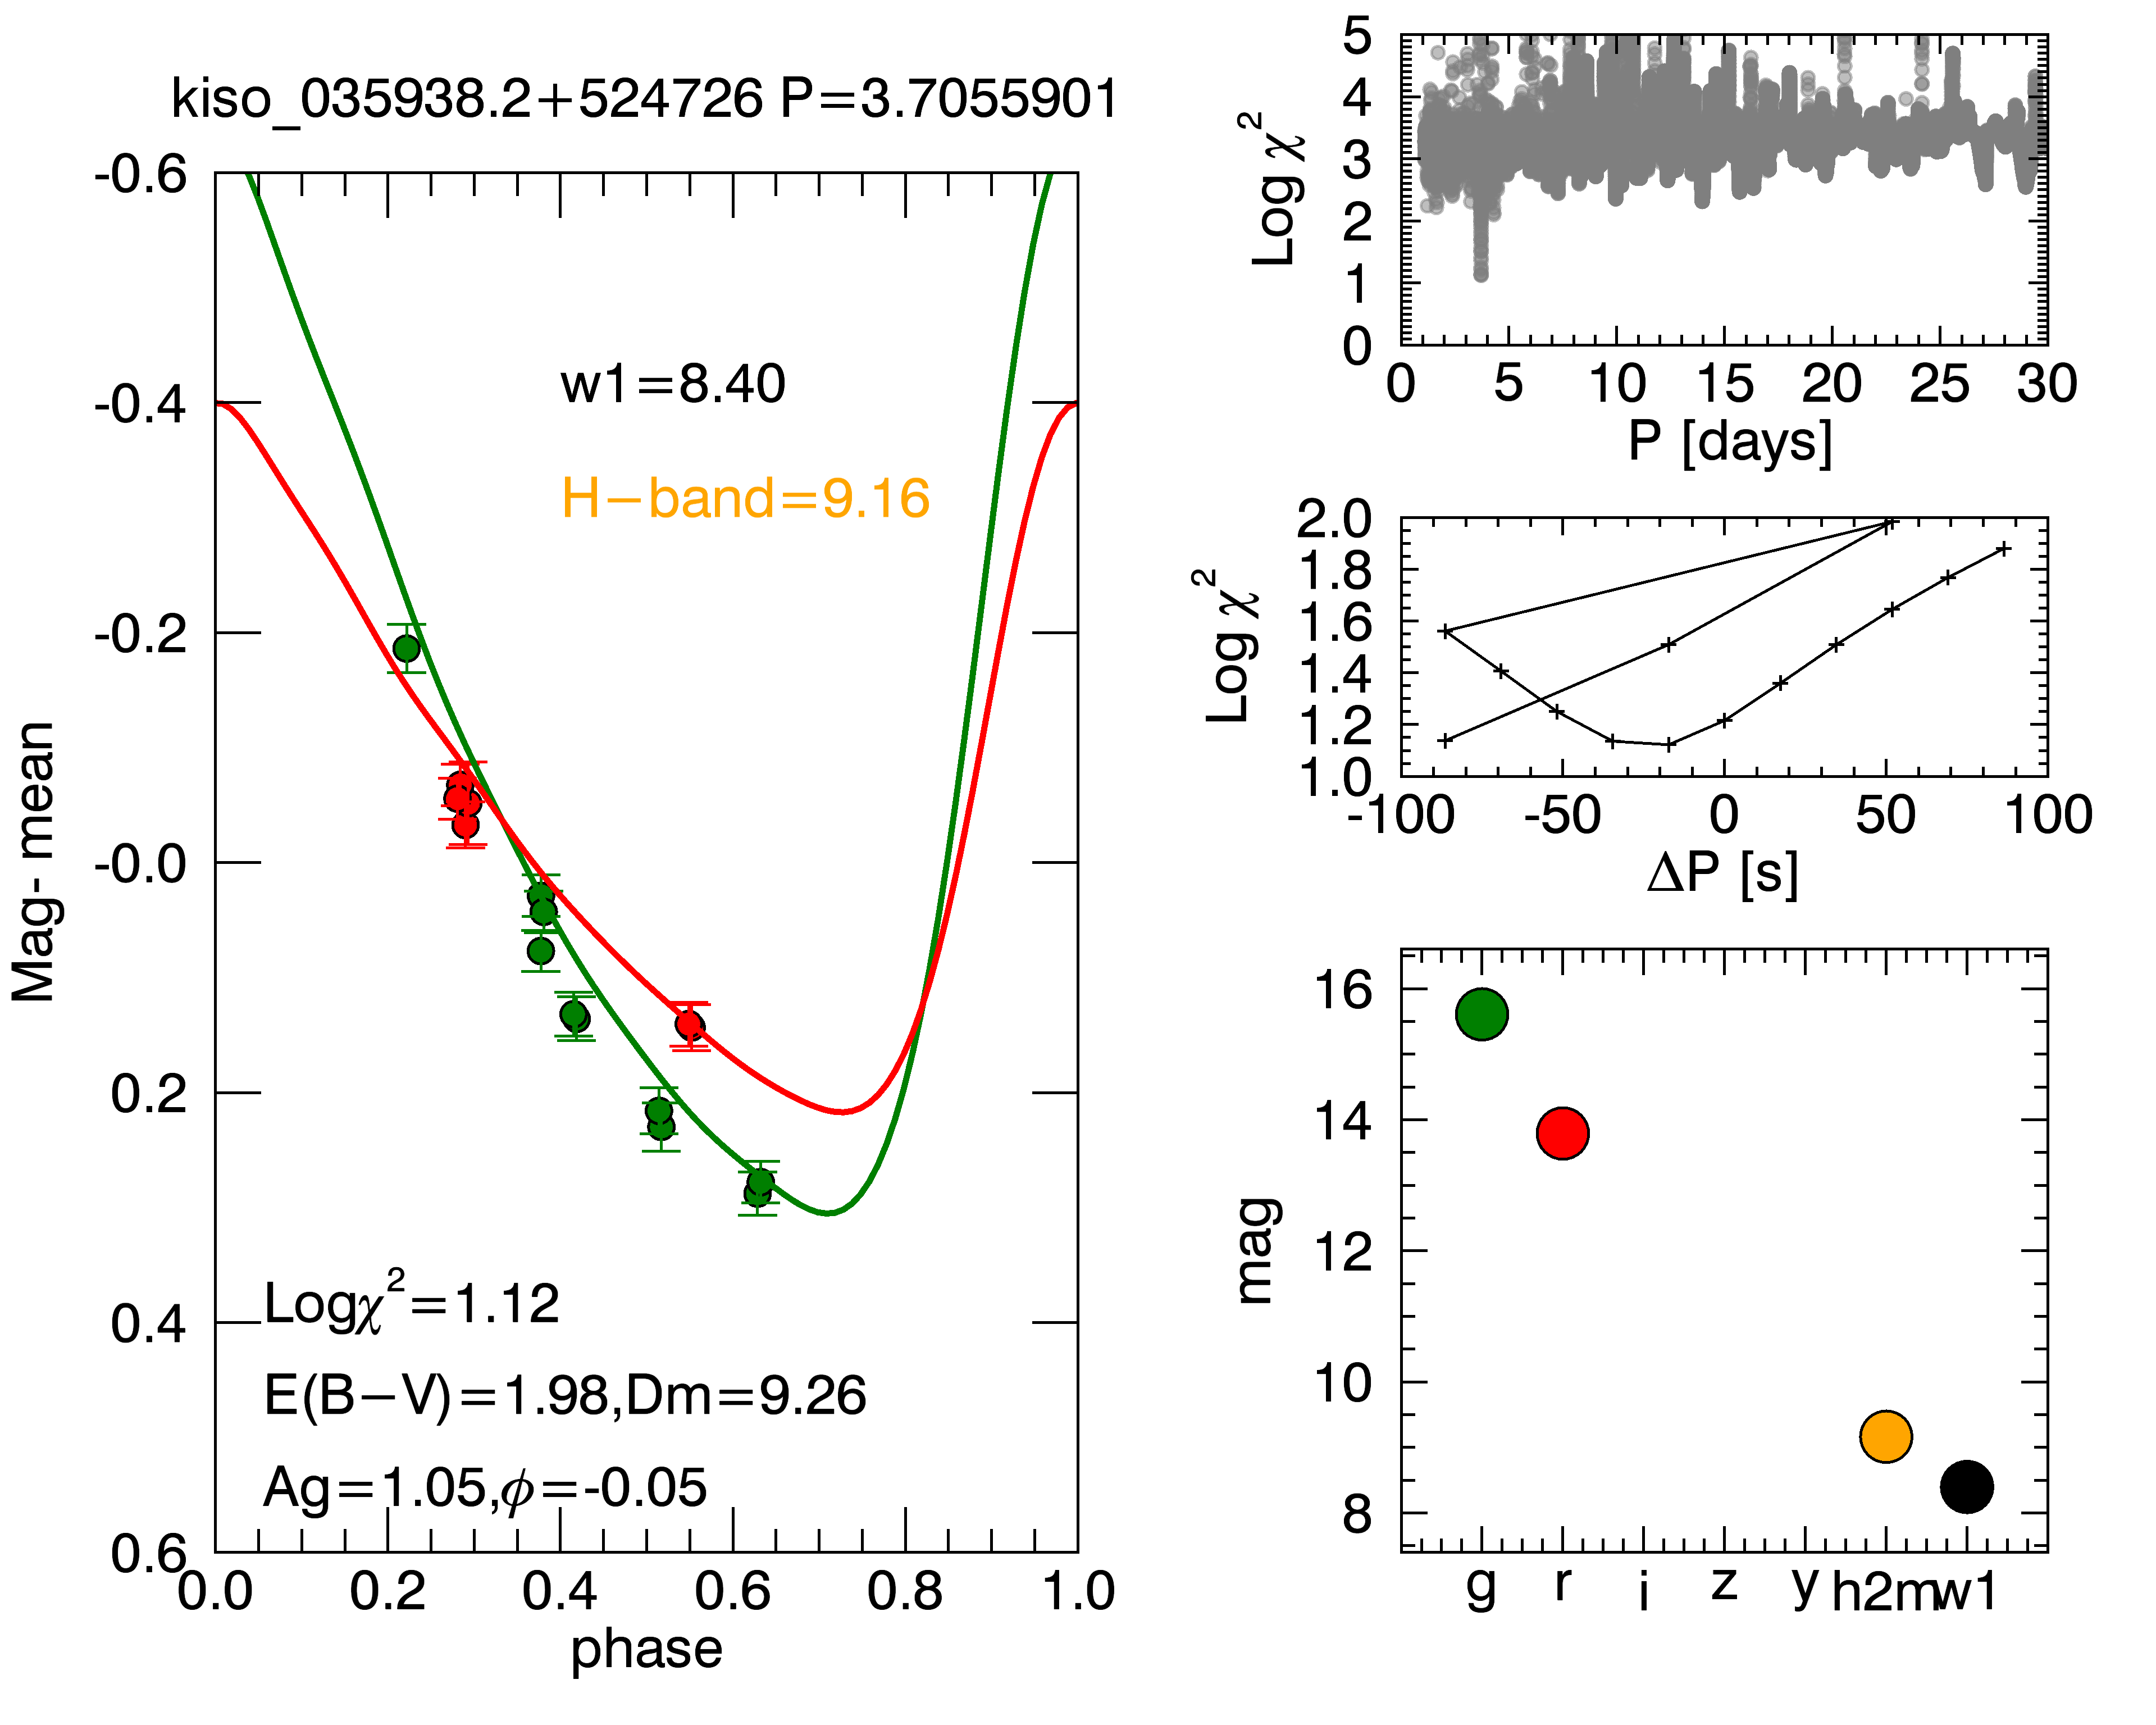 kiso_035938.2+524726 P=3.7055901
-0.6
-0.4
-0.2
-0.0
0.2
0.4
0.6
Mag- mean
w1=8.40
H−band=9.16
Logχ²=1.12
E(B−V)=1.98,Dm=9.26
Ag=1.05,ϕ=-0.05
0.0 0.2 0.4 0.6 0.8 1.0
phase
5
4
3
2
1
0
Log χ²
0 5 10 15 20 25 30
P [days]
2.0
1.8
1.6
1.4
1.2
1.0
Log χ²
-100 -50 0 50 100
ΔP [s]
16
14
12
10
8
mag
g r i z y h2m w1